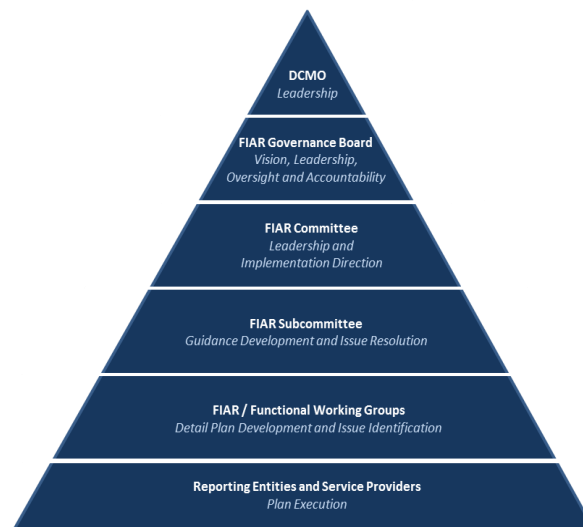 DCMO
Leadership
FIAR Governance Board
Vision, Leadership,
Oversight and Accountability
FIAR Committee
Leadership and
Implementation Direction
FIAR Subcommittee
Guidance Development and Issue Resolution
FIAR / Functional Working Groups
Detail Plan Development and Issue Identification
Reporting Entities and Service Providers
Plan Execution